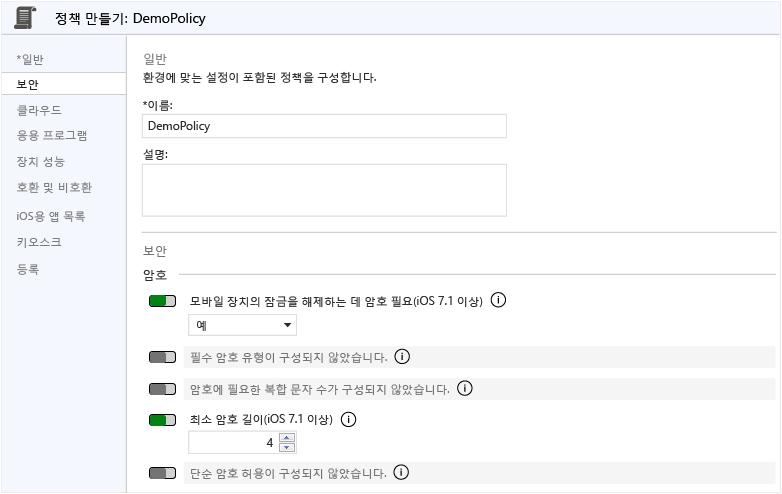 정책 만들기: DemoPolicy
*일반
보안
클라우드
응용 프로그램
장치 성능
호환 및 비호환
iOS용 앱 목록
키오스크
등록
일반
환경에 맞는 설정이 포함된 정책을 구성합니다.
*이름:
DemoPolicy
설명:
보안
암호
모바일 장치의 잠금을 해제하는 데 암호 필요(iOS 7.1 이상)
예
필수 암호 유형이 구성되지 않았습니다.
암호에 필요한 복합 문자 수가 구성되지 않았습니다.
최소 암호 길이(iOS 7.1 이상)
4
단순 암호 허용이 구성되지 않았습니다.